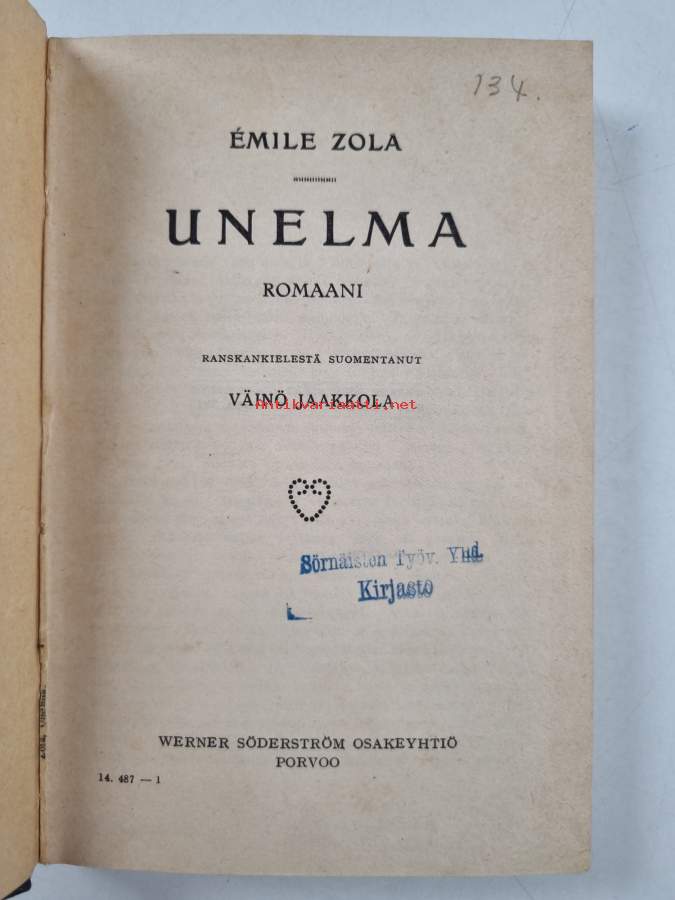 134.
ÉMILE ZOLA
UNELMA
ROMAANI
RANSKANKIELESTÄ SUOMENTANUT
VÄINÖ JAAKKOLA
Antikvariaatti.net
Sörnäisten Työv. Yhd.
Kirjasto
WERNER SÖDERSTRÖM OSAKEYHTIÖ
PORVOO
14. 487 — 1